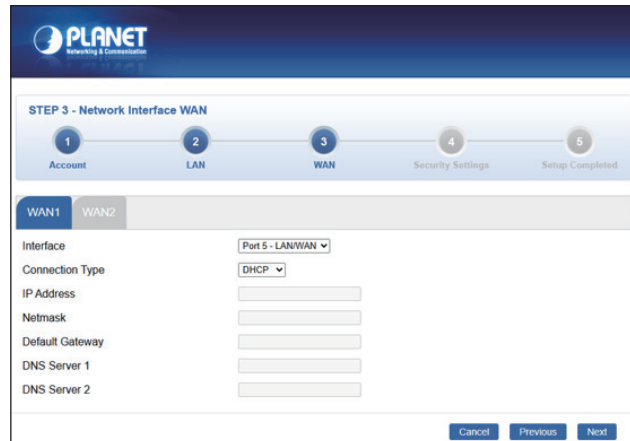 PLANET
Networking & Communication
STEP 3 - Network Interface WAN
1 2 3 4 5
Account LAN WAN Security Settings Setup Completed
WAN1 WAN2
Interface Port 5 - LAN/WAN
Connection Type DHCP
IP Address
Netmask
Default Gateway
DNS Server 1
DNS Server 2
Cancel Previous Next